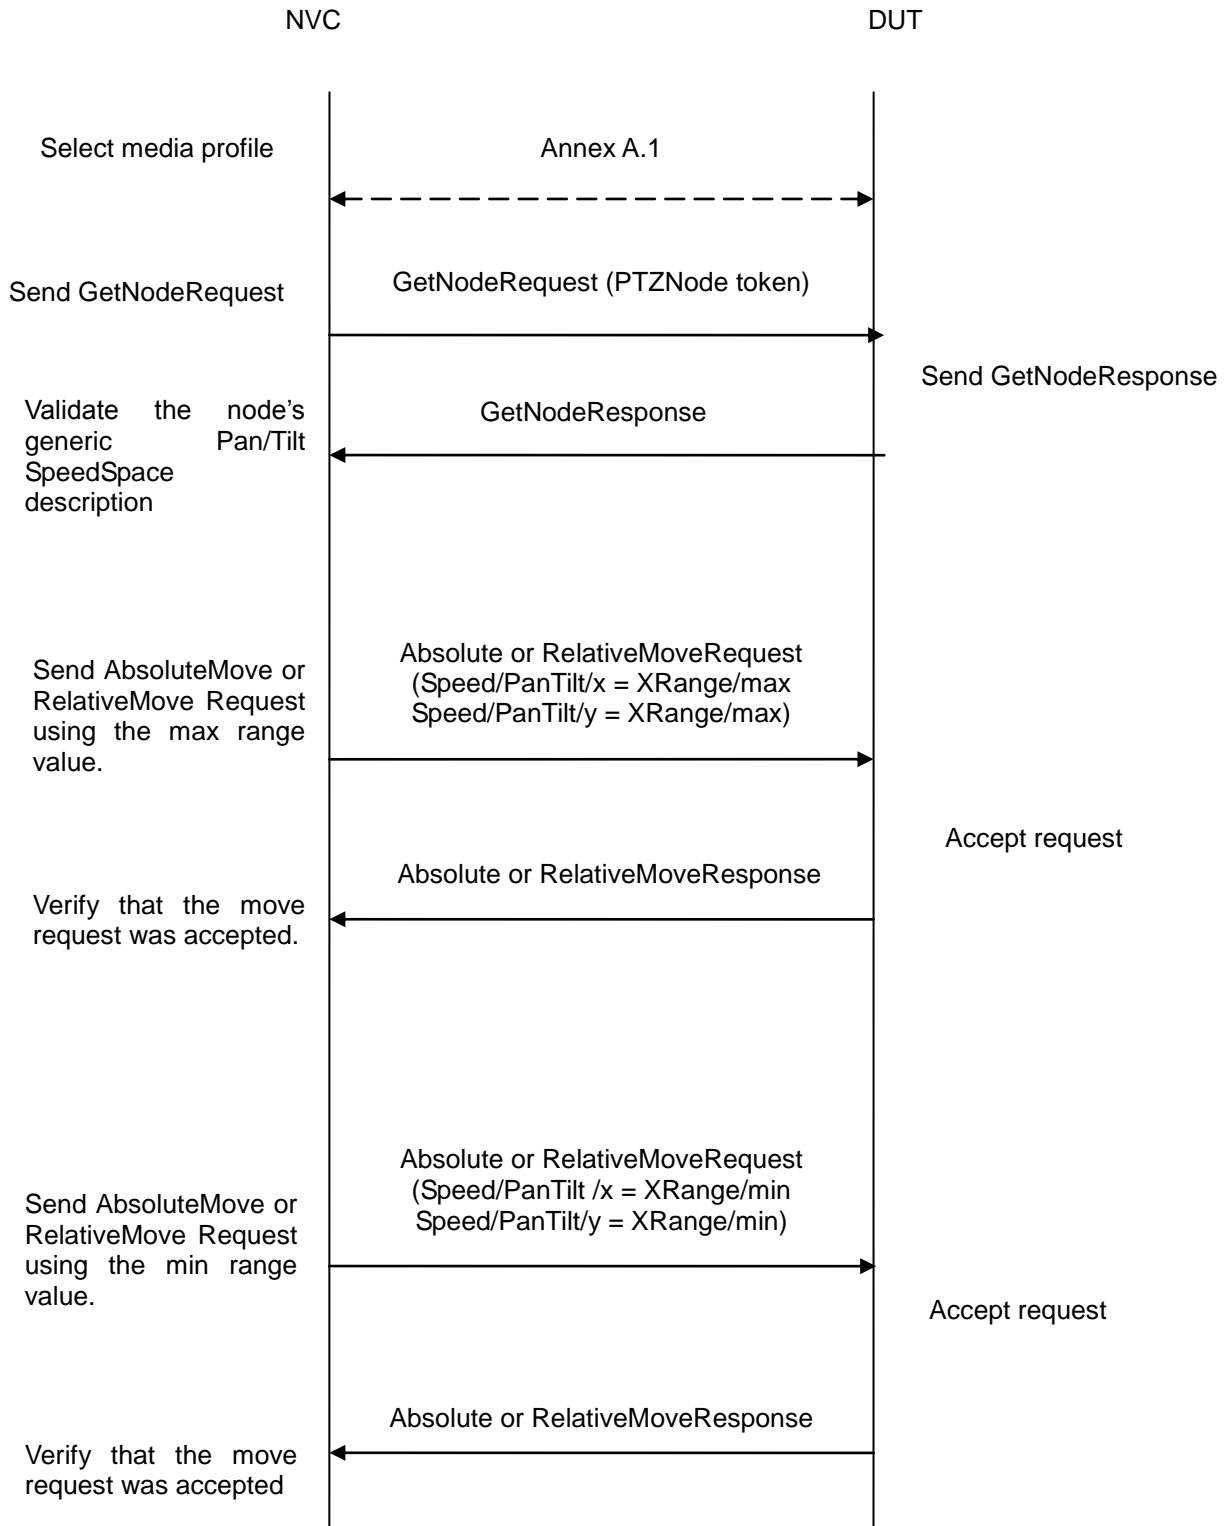 NVC
DUT
Select media profile
Annex A.1
Send GetNodeRequest
GetNodeRequest (PTZNode token)
Send GetNodeResponse
Validate the node's
generic Pan/Tilt
SpeedSpace
description
GetNodeResponse
Send AbsoluteMove or
RelativeMove Request
using the max range
value.
Absolute or RelativeMoveRequest
(Speed/PanTilt/x = XRange/max
Speed/PanTilt/y = XRange/max)
Accept request
Absolute or RelativeMoveResponse
Verify that the move
request was accepted.
Absolute or RelativeMoveRequest
(Speed/PanTilt /x = XRange/min
Speed/PanTilt/y = XRange/min)
Send AbsoluteMove or
RelativeMove Request
using the min range
value.
Accept request
Absolute or RelativeMoveResponse
Verify that the move
request was accepted